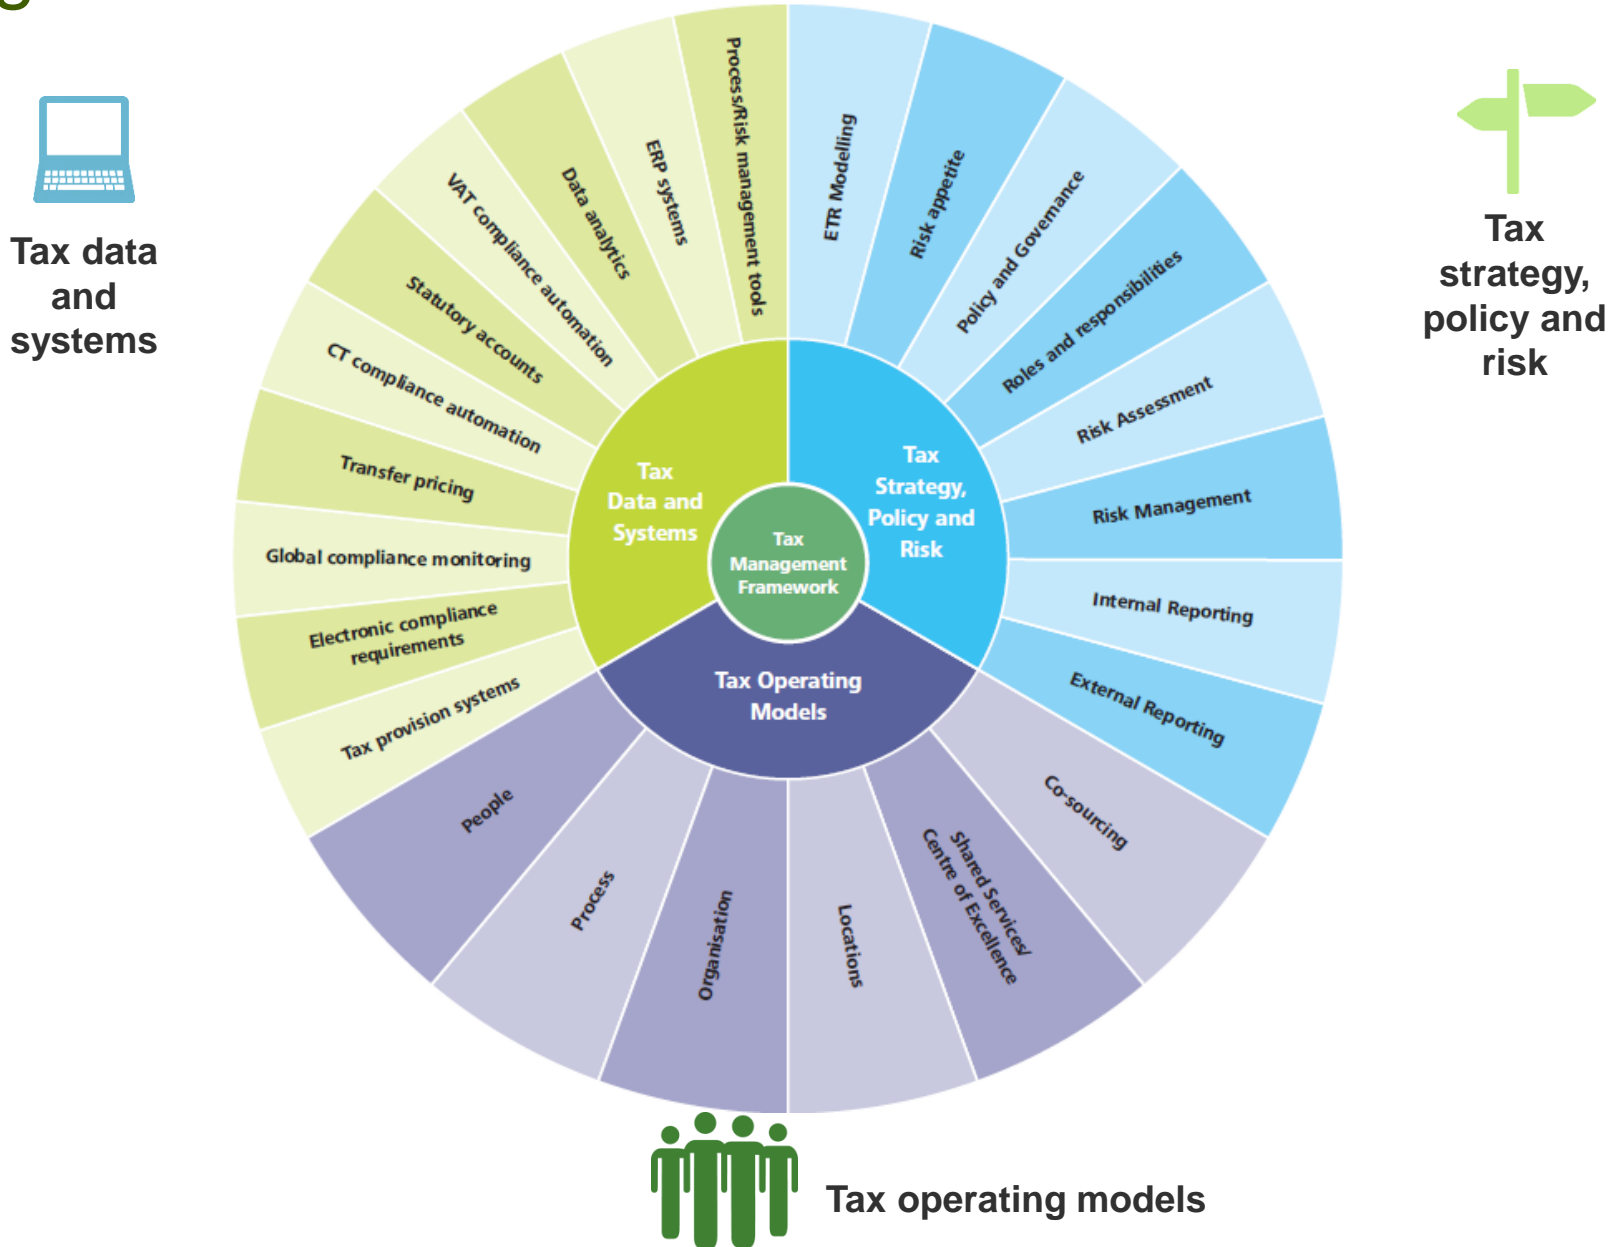 g
Tax data
and
systems
Tax
strategy,
policy and
risk
Process/Risk management tools
ETR Modelling
Risk appetite
Policy and Governance
Roles and responsibilities
Risk Assessment
Risk Management
Internal Reporting
External Reporting
Co-sourcing
Shared Services/
Centre of Excellence
Locations
Organisation
Process
People
Tax provision systems
Electronic compliance
requirements
Global compliance monitoring
Transfer pricing
CT compliance automation
Statutory accounts
VAT compliance automation
Data analytics
ERP systems
Tax
Data and
Systems
Tax
Strategy,
Policy and
Risk
Tax
Management
Framework
Tax Operating
Models
Tax operating models